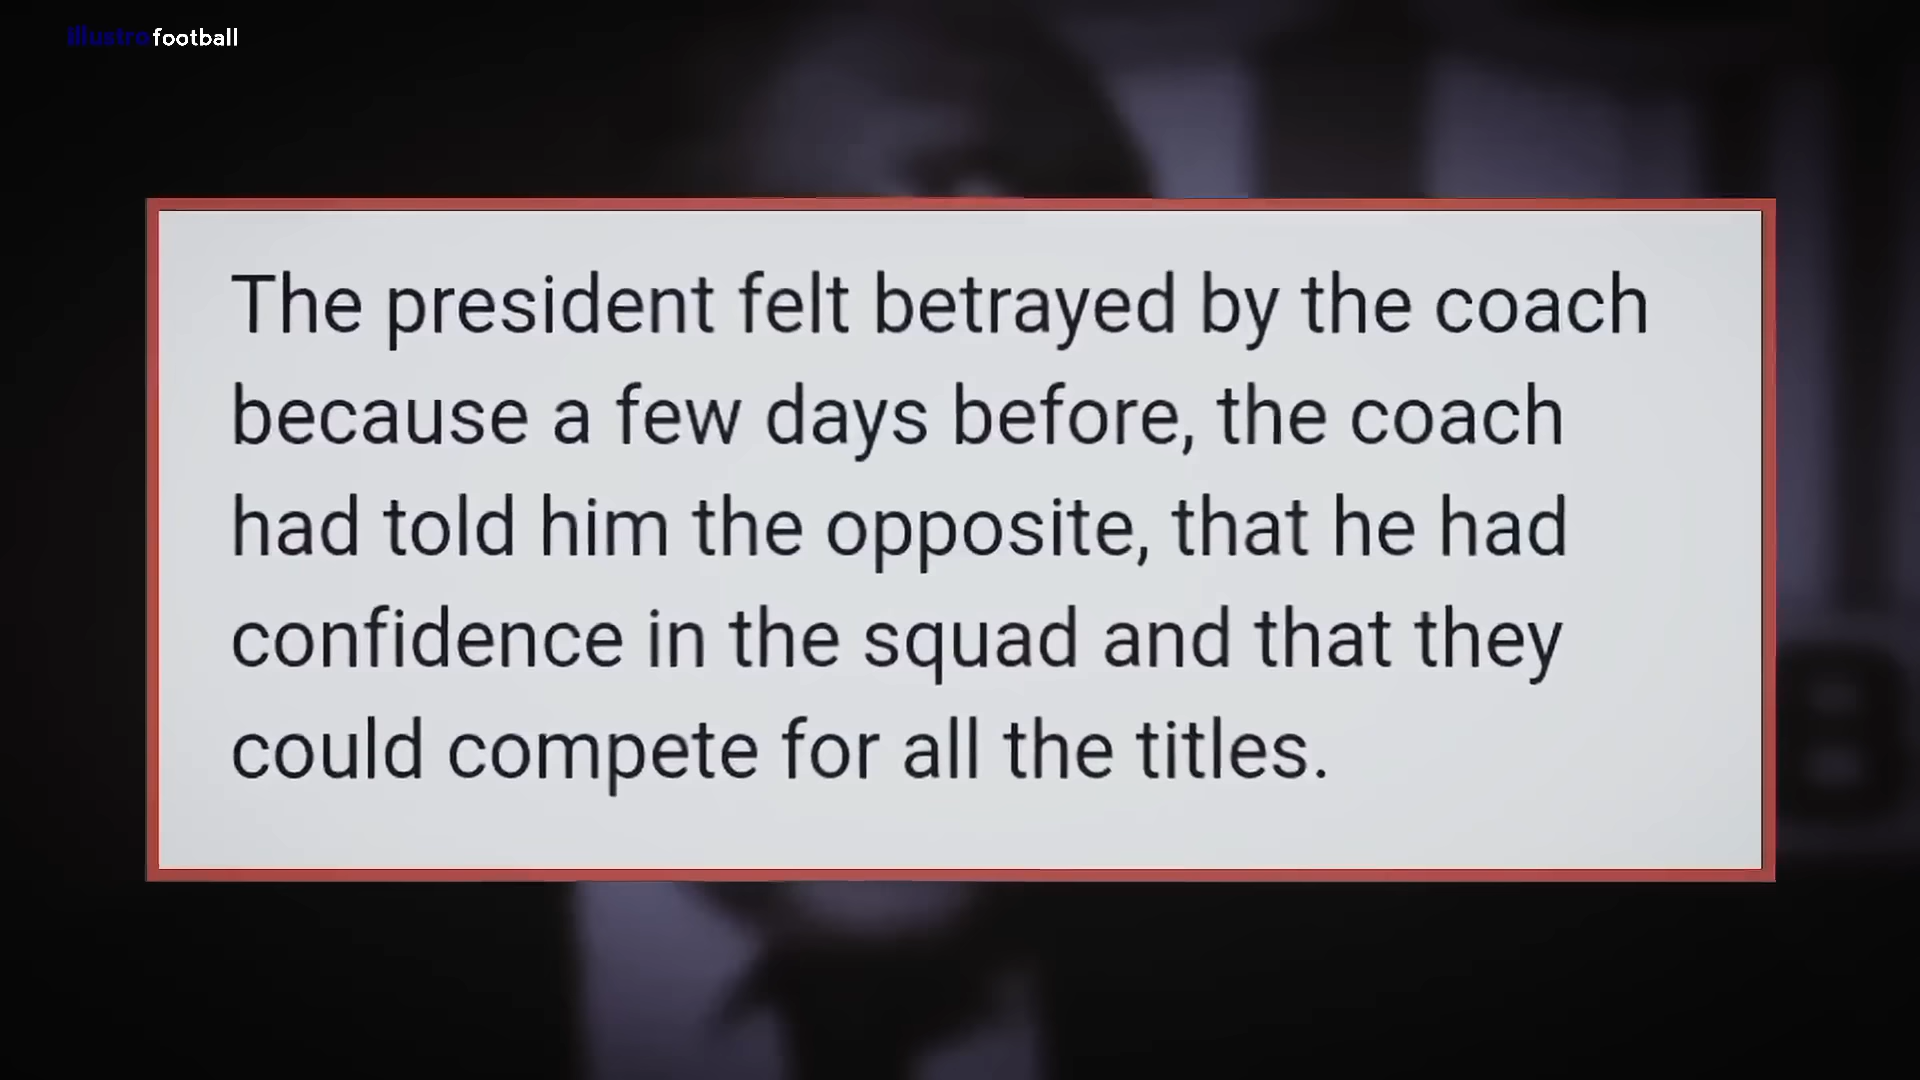 illustrofootball
The president felt betrayed by the coach
because a few days before, the coach
had told him the opposite, that he had
confidence in the squad and that they
could compete for all the titles.